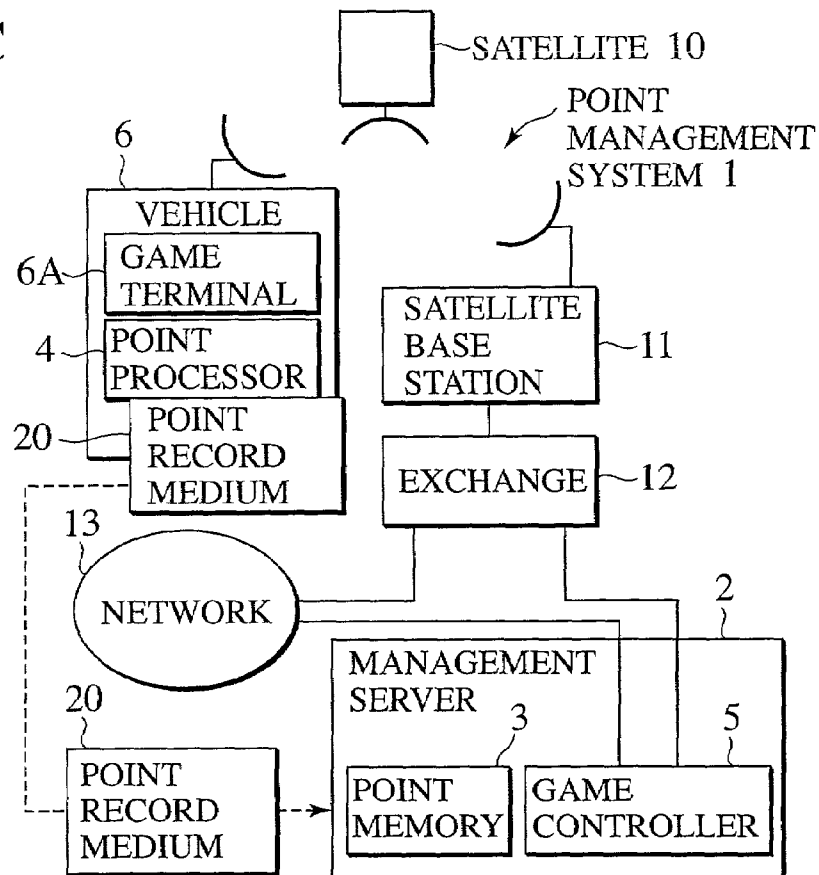 C
SATELLITE 10
POINT
MANAGEMENT
SYSTEM 1
6
VEHICLE
6A
GAME
TERMINAL
4
POINT
PROCESSOR
20
POINT
RECORD
MEDIUM
SATELLITE
BASE
STATION
11
EXCHANGE
12
13
NETWORK
2
MANAGEMENT
SERVER
20
POINT
RECORD
MEDIUM
3
POINT
MEMORY
5
GAME
CONTROLLER